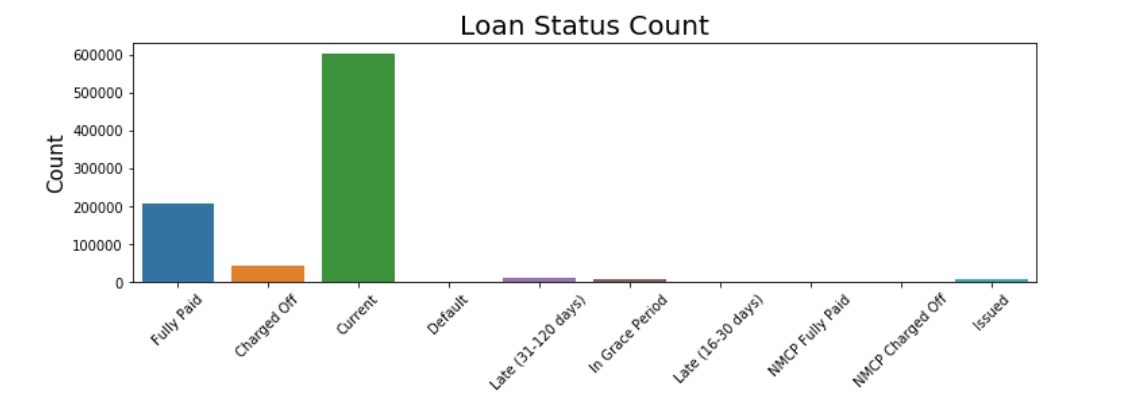 Loan Status Count
Count
600000
500000
400000
300000
200000
100000
0
Fully Paid
Charged Off
Current
Default
Late (31-120 days)
In Grace Period
Late (16-30 days)
NMCP Fully Paid
NMCP Charged Off
Issued